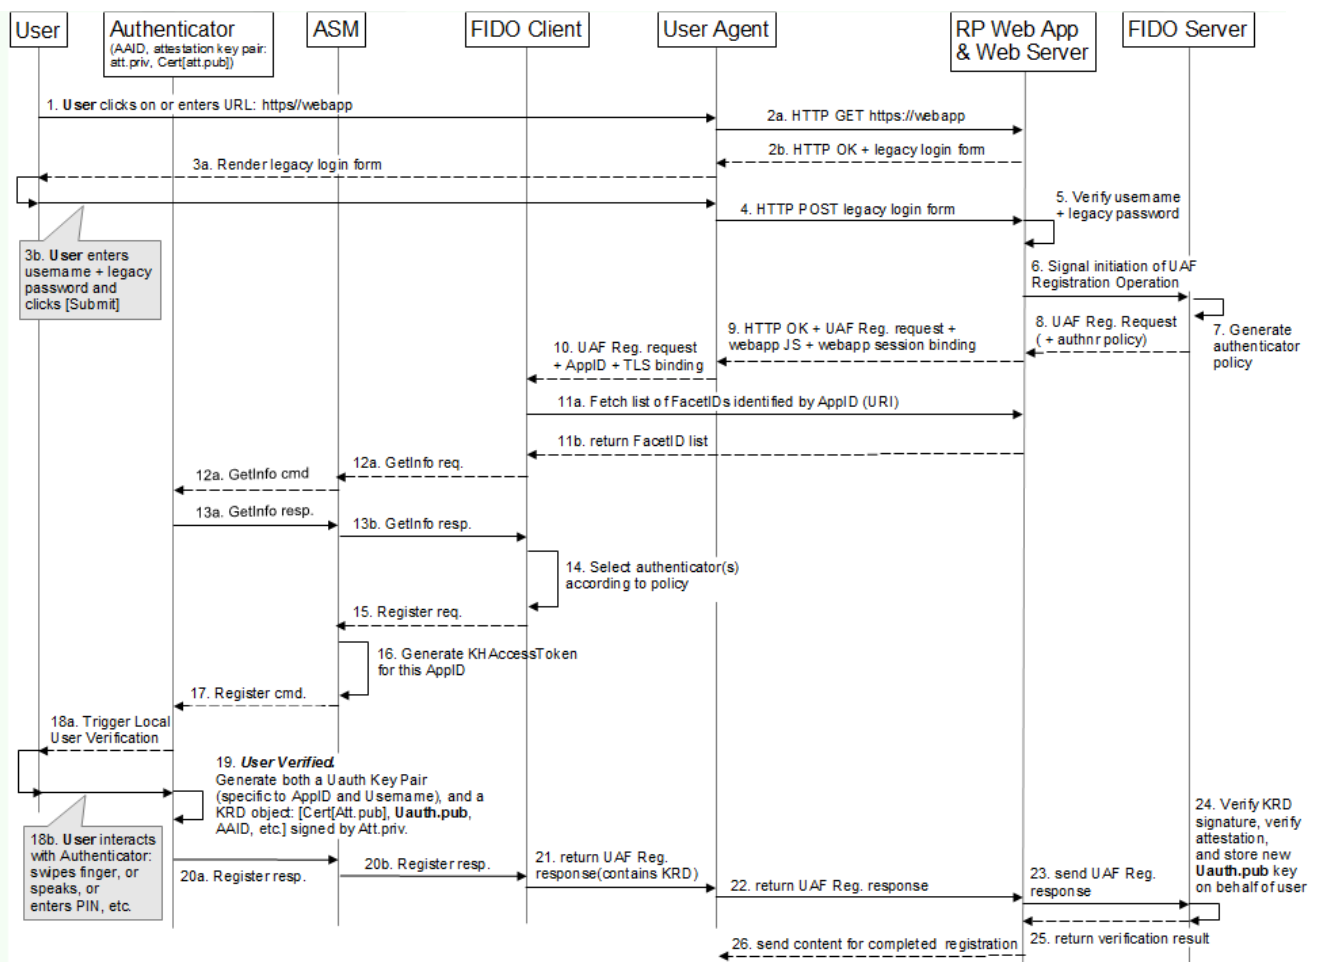 User
Authenticator
(AAID, attestation key pair:
att.priv, Cert[att.pub])
ASM
FIDO Client
User Agent
RP Web App
& Web Server
FIDO Server
1. User clicks on or enters URL: https//webapp
2a. HTTP GET https://webapp
2b. HTTP OK + legacy login form
3a. Render legacy login form
3b. User enters
username + legacy
password and
clicks [Submit]
4. HTTP POST legacy login form
5. Verify username
+ legacy password
6. Signal initiation of UAF
Registration Operation
7. Generate
authenticator
policy
8. UAF Reg. Request
( + authnr policy)
9. HTTP OK + UAF Reg. request +
webapp JS + webapp session binding
10. UAF Reg. request
+ AppID + TLS binding
11a. Fetch list of FacetIDs identified by AppID (URI)
11b. return FacetID list
12a. GetInfo req.
12a. GetInfo cmd
13a. GetInfo resp.
13b. GetInfo resp.
14. Select authenticator(s)
according to policy
15. Register req.
16. Generate KHAccessToken
for this AppID
17. Register cmd.
18a. Trigger Local
User Verification
18b. User interacts
with Authenticator:
swipes finger, or
speaks, or
enters PIN, etc.
19. User Verified.
Generate both a Uauth Key Pair
(specific to AppID and Username), and a
KRD object: [Cert[Att.pub], Uauth.pub,
AAID, etc.] signed by Att.priv.
20a. Register resp.
20b. Register resp.
21. return UAF Reg.
response(contains KRD)
22. return UAF Reg. response
23. send UAF Reg.
response
24. Verify KRD
signature, verify
attestation,
and store new
Uauth.pub key
on behalf of user
25. return verification result
26. send content for completed registration